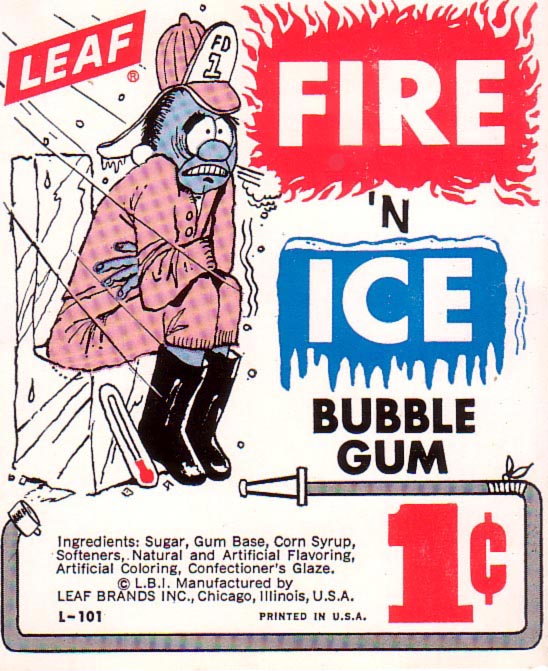 LEAF
®
FD
1
FIRE
'N
ICE
BUBBLE
GUM
1¢
Ingredients: Sugar, Gum Base, Corn Syrup,
Softeners, Natural and Artificial Flavoring,
Artificial Coloring, Confectioner's Glaze.
© L.B.I. Manufactured by
LEAF BRANDS INC., Chicago, Illinois, U.S.A.
L-101 PRINTED IN U.S.A.